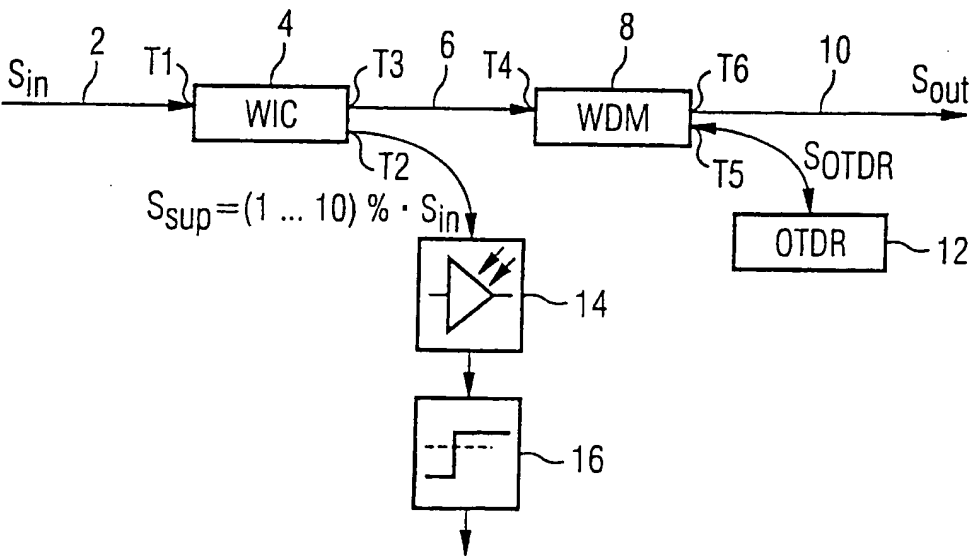 2
4
6
8
10
S_in
T1
T3
T4
T6
S_out
WIC
WDM
T2
T5
S_OTDR
S_sup=(1 ... 10) % · S_in
OTDR
12
14
16